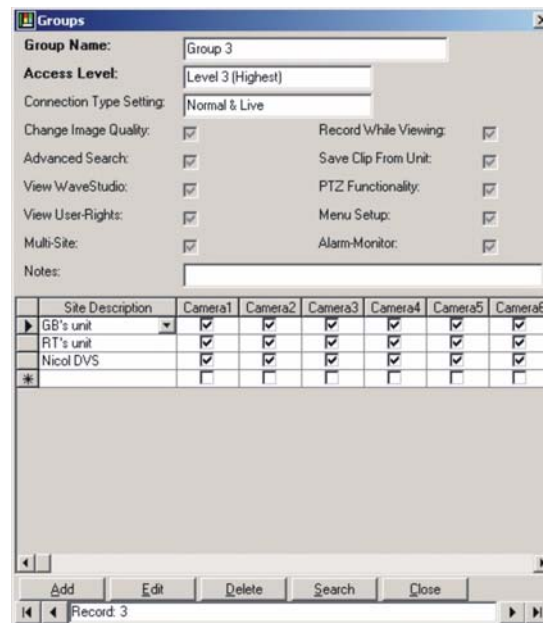 Groups
Group Name: Group 3
Access Level: Level 3 (Highest)
Connection Type Setting: Normal & Live
Change Image Quality: Record While Viewing:
Advanced Search: Save Clip From Unit:
View WaveStudio: PTZ Functionality:
View User-Rights: Menu Setup:
Multi-Site: Alarm-Monitor:
Notes:
Site Description Camera1 Camera2 Camera3 Camera4 Camera5 Camera6
GB's unit
RT's unit
Nicol DVS
Add Edit Delete Search Close
Record: 3